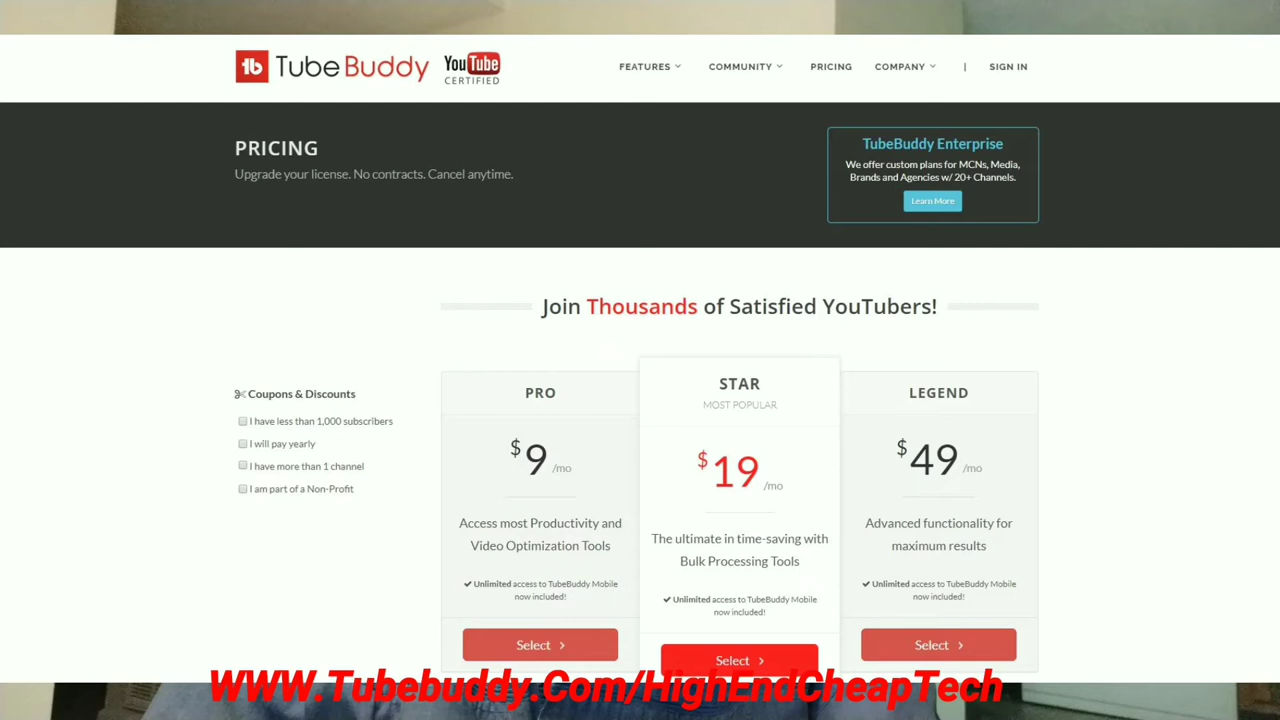 TubeBuddy YouTube CERTIFIED
FEATURES COMMUNITY PRICING COMPANY | SIGN IN
PRICING
Upgrade your license. No contracts. Cancel anytime.
TubeBuddy Enterprise
We offer custom plans for MCNs, Media,
Brands and Agencies w/ 20+ Channels.
Learn More
Join Thousands of Satisfied YouTubers!
Coupons & Discounts
I have less than 1,000 subscribers
I will pay yearly
I have more than 1 channel
I am part of a Non-Profit
PRO
$9/mo
Access most Productivity and
Video Optimization Tools
Unlimited access to TubeBuddy Mobile
now included!
Select
STAR
MOST POPULAR
$19/mo
The ultimate in time-saving with
Bulk Processing Tools
Unlimited access to TubeBuddy Mobile
now included!
Select
LEGEND
$49/mo
Advanced functionality for
maximum results
Unlimited access to TubeBuddy Mobile
now included!
Select
WWW.Tubebuddy.Com/HighEndCheapTech